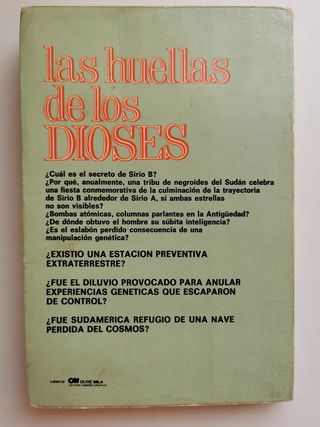 las huellas
de los
DIOSES
¿Cuál es el secreto de Sirio B?
¿Por qué, anualmente, una tribu de negroides del Sudán celebra
una fiesta conmemorativa de la culminación de la trayectoria
de Sirio B alrededor de Sirio A, si ambas estrellas
no son visibles?
¿Bombas atómicas, columnas parlantes en la Antigüedad?
¿De dónde obtuvo el hombre su súbita inteligencia?
¿Es el eslabón perdido consecuencia de una
manipulación genética?
¿EXISTIO UNA ESTACION PREVENTIVA
EXTRATERRESTRE?
¿FUE EL DILUVIO PROVOCADO PARA ANULAR
EXPERIENCIAS GENETICAS QUE ESCAPARON
DE CONTROL?
¿FUE SUDAMERICA REFUGIO DE UNA NAVE
PERDIDA DEL COSMOS?
OLIVE MILA